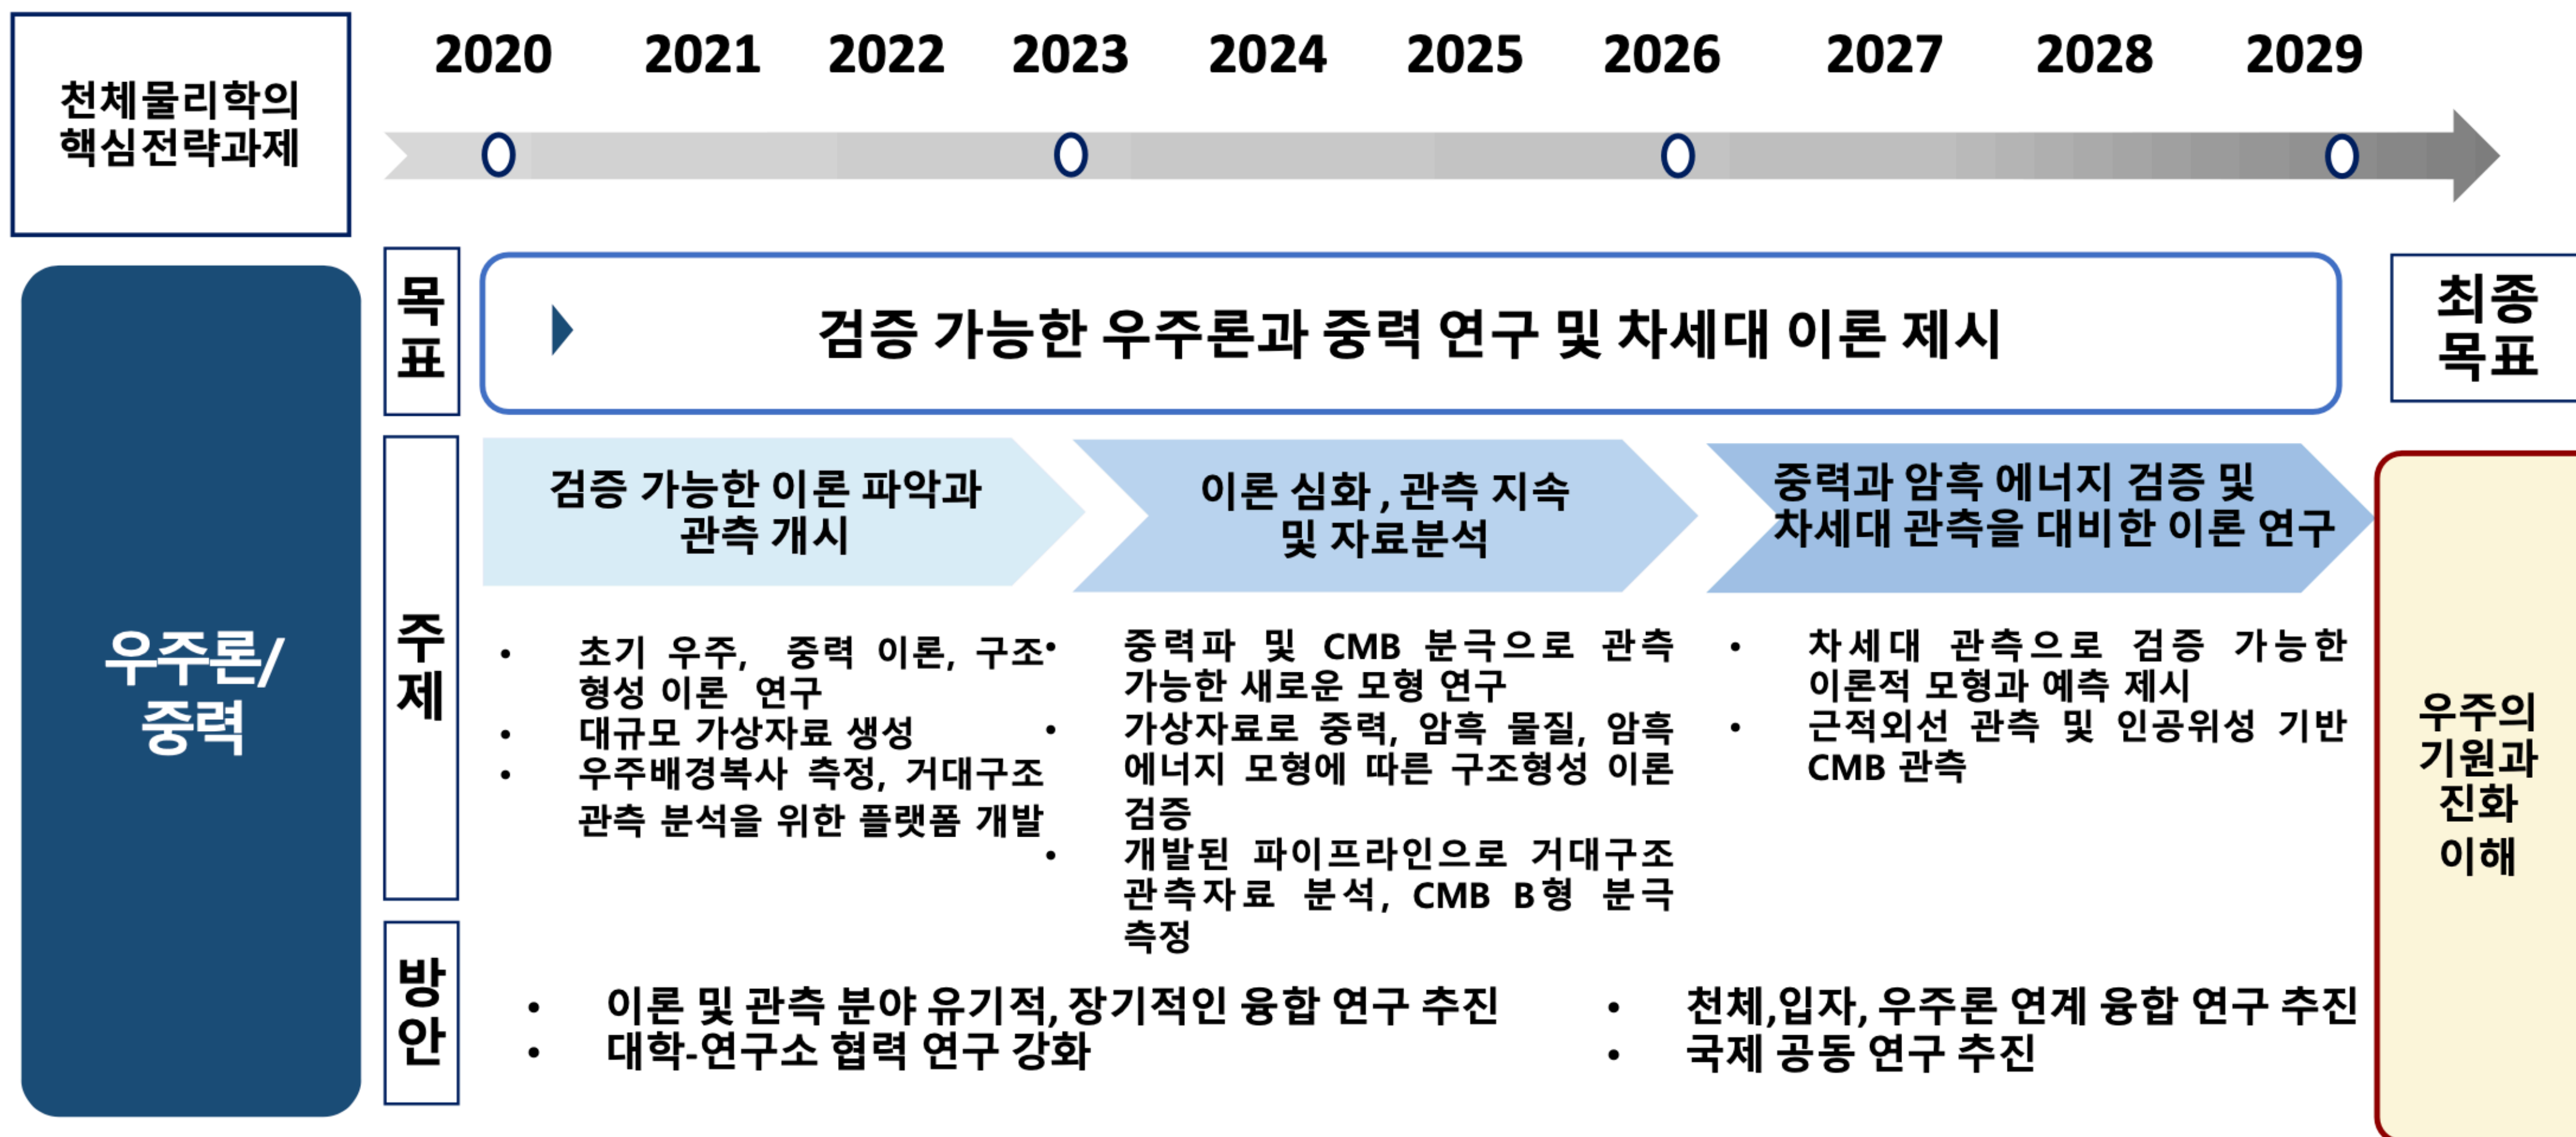 천체물리학의
핵심전략과제
2020 2021 2022 2023 2024 2025 2026 2027 2028 2029
우주론/
중력
목
표
검증 가능한 우주론과 중력 연구 및 차세대 이론 제시
최종
목표
주
제
검증 가능한 이론 파악과
관측 개시
이론 심화 , 관측 지속
및 자료분석
중력과 암흑 에너지 검증 및
차세대 관측을 대비한 이론 연구
• 초기 우주, 중력 이론, 구조
형성 이론 연구
• 대규모 가상자료 생성
• 우주배경복사 측정, 거대구조
관측 분석을 위한 플랫폼 개발
• 중력파 및 CMB 분극으로 관측
가능한 새로운 모형 연구
• 가상자료로 중력, 암흑 물질, 암흑
에너지 모형에 따른 구조형성 이론
검증
• 개발된 파이프라인으로 거대구조
관측자료 분석, CMB B형 분극
측정
• 차세대 관측으로 검증 가능한
이론적 모형과 예측 제시
• 근적외선 관측 및 인공위성 기반
CMB 관측
우주의
기원과
진화
이해
방
안
• 이론 및 관측 분야 유기적, 장기적인 융합 연구 추진
• 대학-연구소 협력 연구 강화
• 천체,입자, 우주론 연계 융합 연구 추진
• 국제 공동 연구 추진